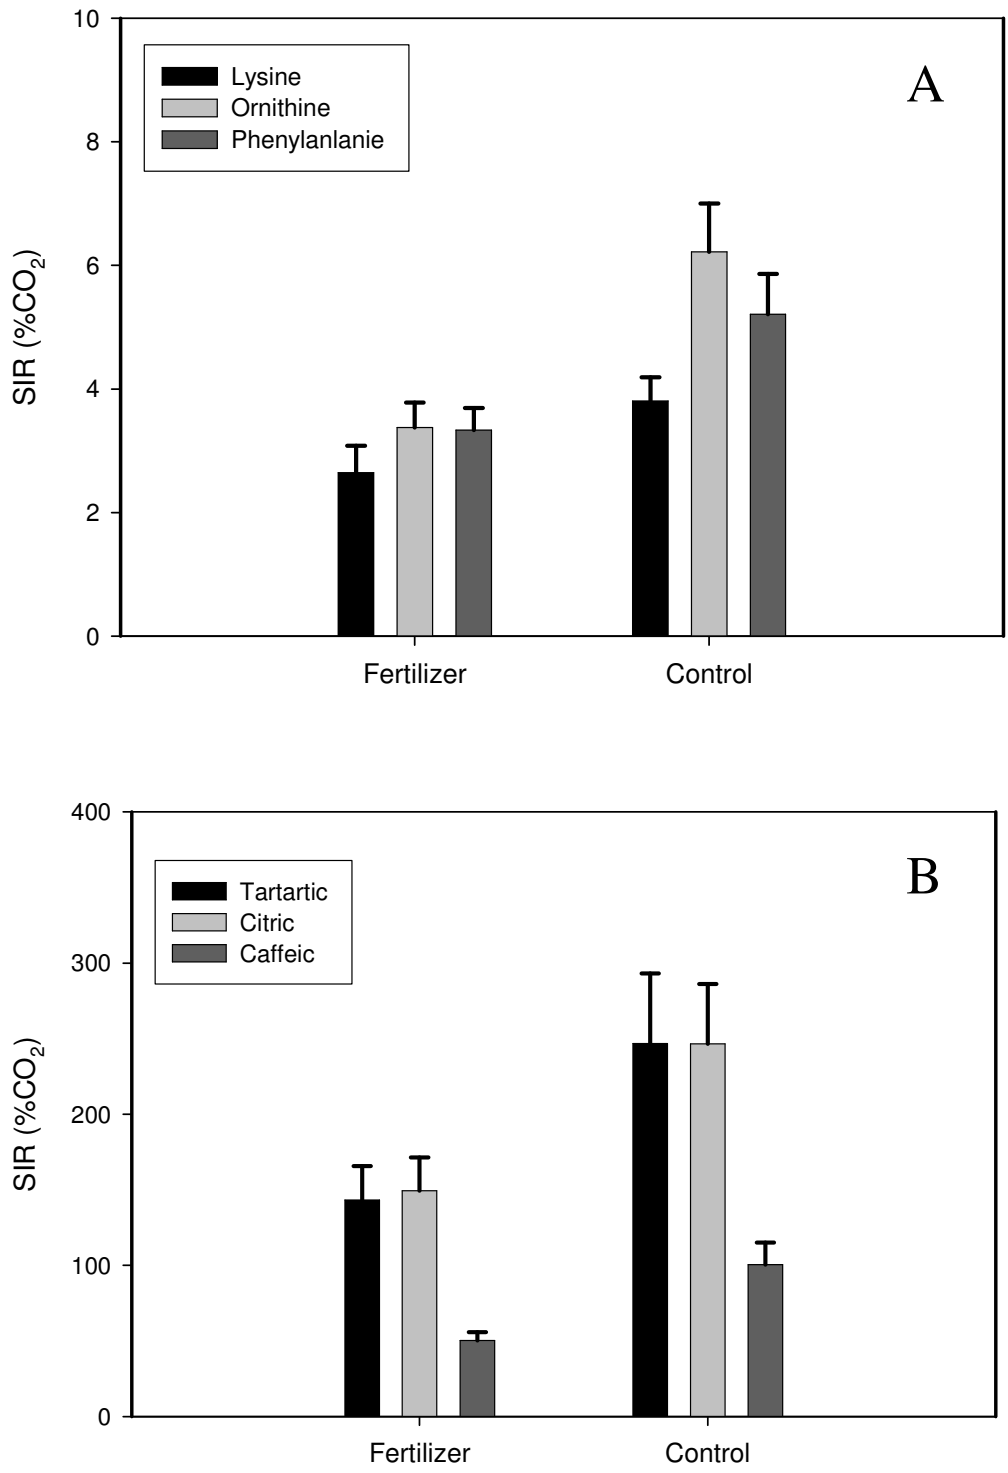 10
8
6
4
2
0
SIR (%CO₂)
Lysine
Ornithine
Phenylanlanie
A
Fertilizer
Control
400
300
200
100
0
SIR (%CO₂)
Tartartic
Citric
Caffeic
B
Fertilizer
Control